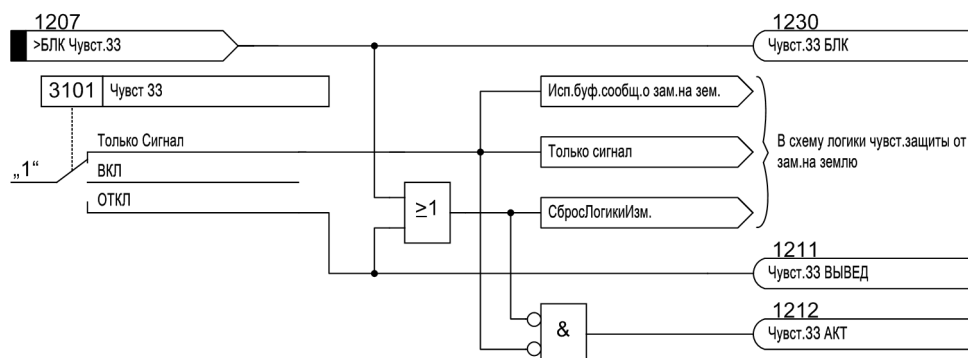 1207
>БЛК Чувст.33
1230
Чувст.33 БЛК
3101 Чувст 33
Исп.буф.сообщ.о зам.на зем.
„1“
Только Сигнал
Только сигнал
В схему логики чувст.защиты от
зам.на землю
ВКЛ
ОТКЛ
≥1
СбросЛогикиИзм.
1211
Чувст.33 ВЫВЕД
&
1212
Чувст.33 АКТ